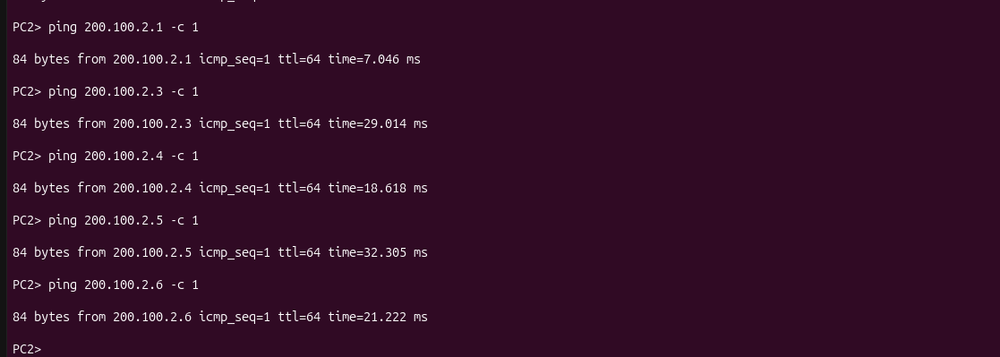 PC2> ping 200.100.2.1 -c 1
84 bytes from 200.100.2.1 icmp_seq=1 ttl=64 time=7.046 ms
PC2> ping 200.100.2.3 -c 1
84 bytes from 200.100.2.3 icmp_seq=1 ttl=64 time=29.014 ms
PC2> ping 200.100.2.4 -c 1
84 bytes from 200.100.2.4 icmp_seq=1 ttl=64 time=18.618 ms
PC2> ping 200.100.2.5 -c 1
84 bytes from 200.100.2.5 icmp_seq=1 ttl=64 time=32.305 ms
PC2> ping 200.100.2.6 -c 1
84 bytes from 200.100.2.6 icmp_seq=1 ttl=64 time=21.222 ms
PC2>